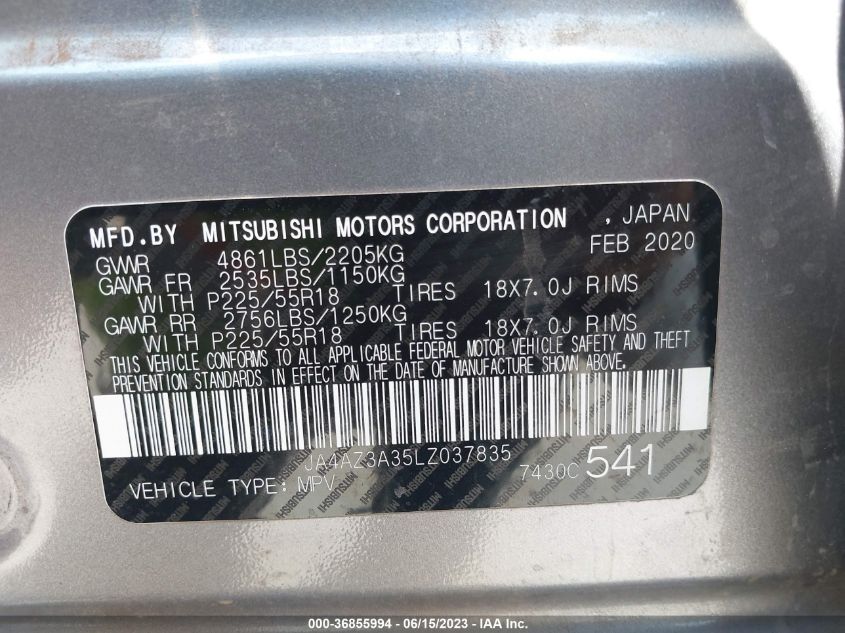 MFD.BY MITSUBISHI MOTORS CORPORATION , JAPAN
GVWR 4861LBS/2205KG FEB 2020
GAWR FR 2535LBS/1150KG
WITH P225/55R18 TIRES 18X7.0J RIMS
GAWR RR 2756LBS/1250KG
WITH P225/55R18 TIRES 18X7.0J RIMS
THIS VEHICLE CONFORMS TO ALL APPLICABLE FEDERAL MOTOR VEHICLE SAFETY AND THEFT
PREVENTION STANDARDS IN EFFECT ON THE DATE OF MANUFACTURE SHOWN ABOVE.
JA4AZ3A35LZ037835
VEHICLE TYPE: MPV 7430C 541
000-36855994 - 06/15/2023 - © IAA Inc.